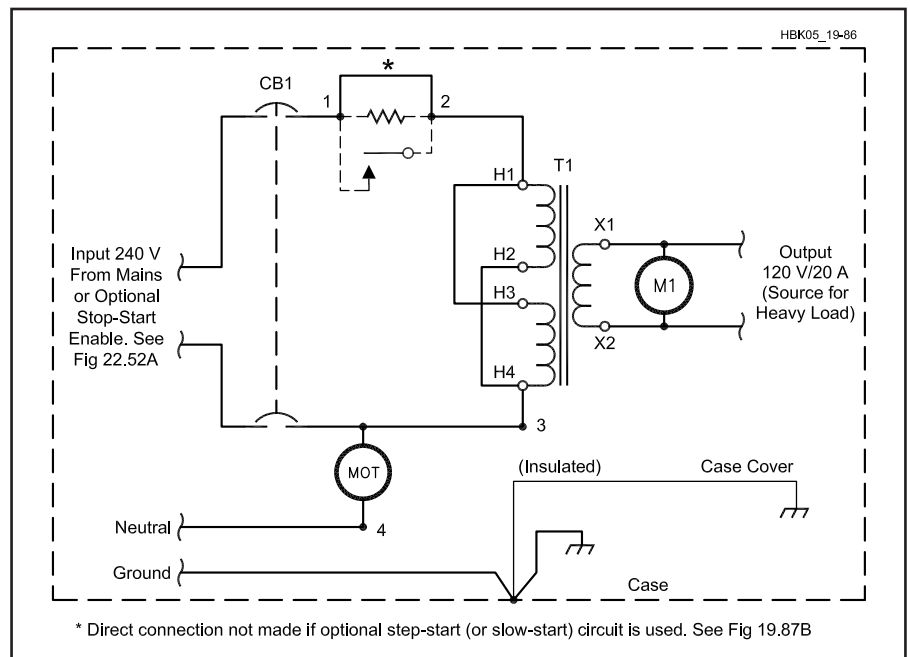 HBK05_19-86
*
CB1
1
2
T1
H1
X1
Input 240 V
From Mains
or Optional
Stop-Start
Enable. See
Fig 22.52A
H2
H3
M1
Output
120 V/20 A
(Source for
Heavy Load)
X2
H4
3
MOT
(Insulated)
Case Cover
Neutral
4
Ground
Case
* Direct connection not made if optional step-start (or slow-start) circuit is used. See Fig 19.87B